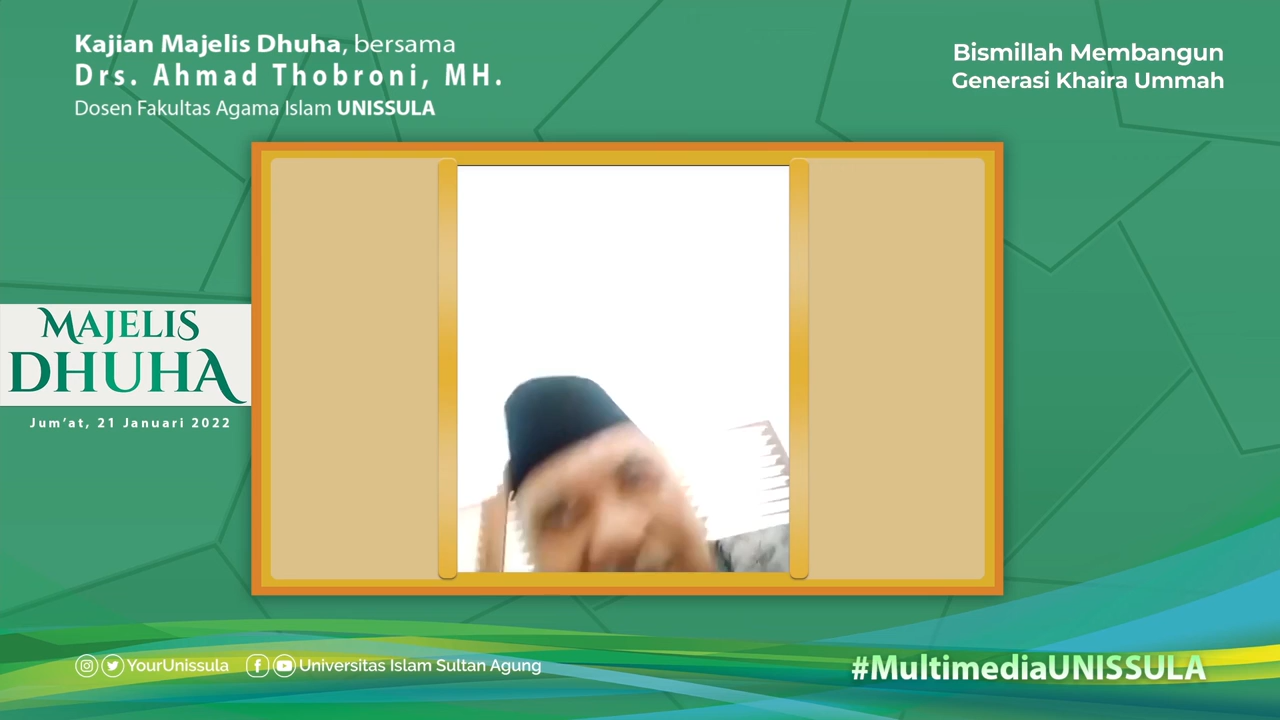 Kajian Majelis Dhuha, bersama
Drs. Ahmad Thobroni, MH.
Dosen Fakultas Agama Islam UNISSULA
Bismillah Membangun
Generasi Khaira Ummah
MAJELIS
DHUHA
Jum'at, 21 Januari 2022
YourUnissula
Universitas Islam Sultan Agung
#MultimediaUNISSULA